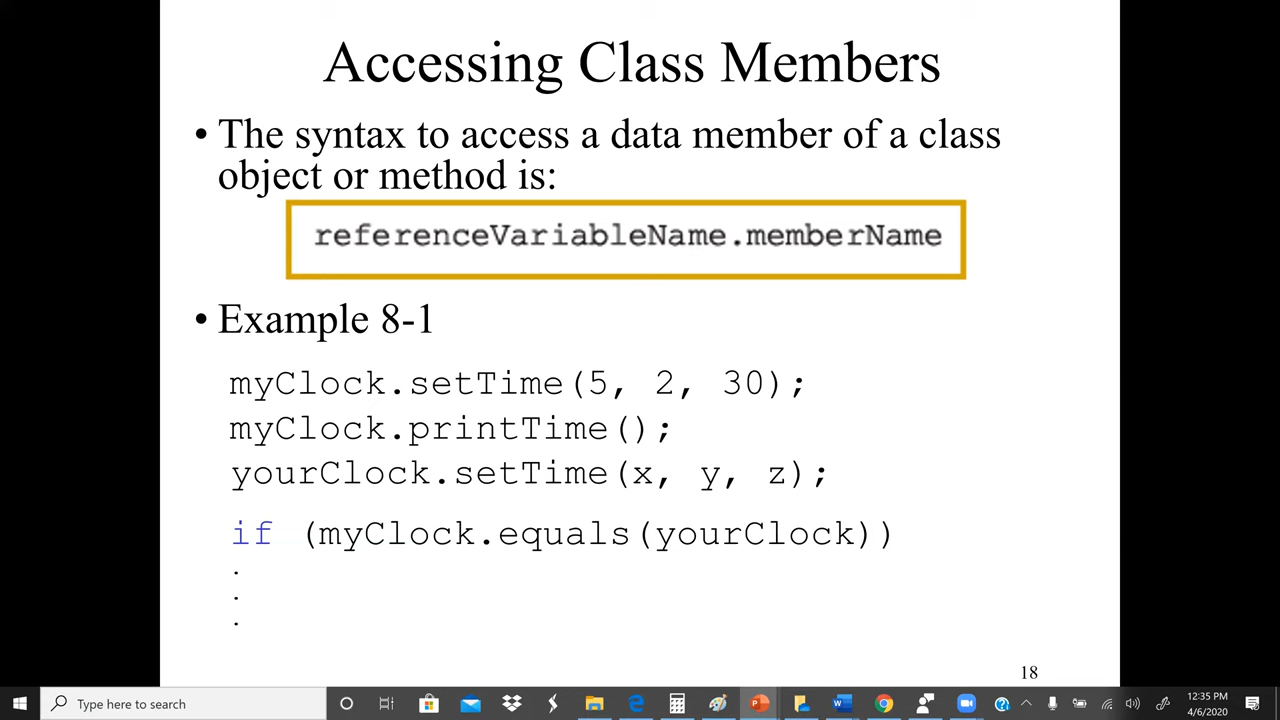 Accessing Class Members
• The syntax to access a data member of a class
object or method is:
referenceVariableName.memberName
• Example 8-1
myClock.setTime(5, 2, 30);
myClock.printTime();
yourClock.setTime(x, y, z);
if (myClock.equals(yourClock))
.
.
.
18
Type here to search
12:35 PM
4/6/2020